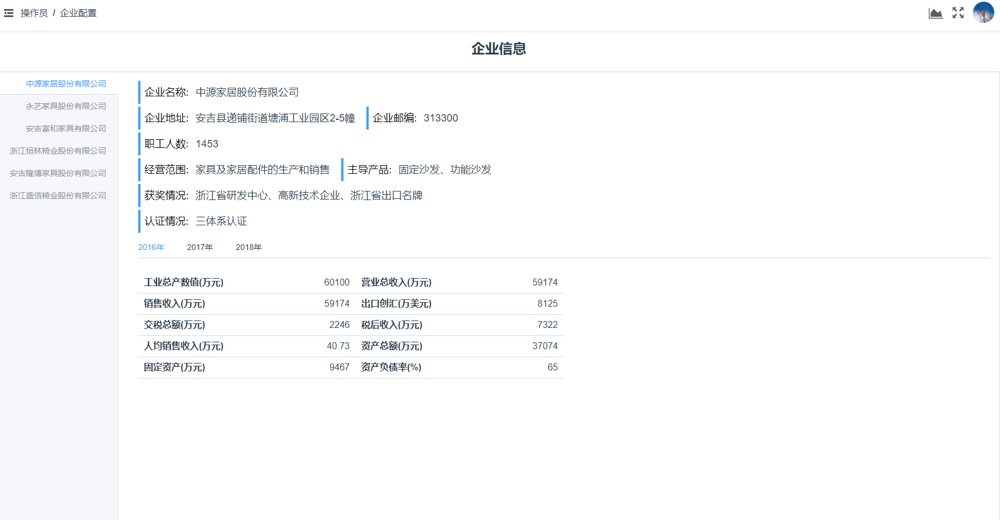 操作员 / 企业配置
企业信息
中源家居股份有限公司
永艺家具股份有限公司
安吉富和家具有限公司
浙江恒林椅业股份有限公司
安吉隆博家具股份有限公司
浙江盛信椅业股份有限公司
企业名称: 中源家居股份有限公司
企业地址: 安吉县递铺街道塘浦工业园区2-5幢 企业邮编: 313300
职工人数: 1453
经营范围: 家具及家居配件的生产和销售 主导产品: 固定沙发、功能沙发
获奖情况: 浙江省研发中心、高新技术企业、浙江省出口名牌
认证情况: 三体系认证
2016年 2017年 2018年
工业总产数值(万元) 60100 营业总收入(万元) 59174
销售收入(万元) 59174 出口创汇(万美元) 8125
交税总额(万元) 2246 税后收入(万元) 7322
人均销售收入(万元) 40.73 资产总额(万元) 37074
固定资产(万元) 9467 资产负债率(%) 65